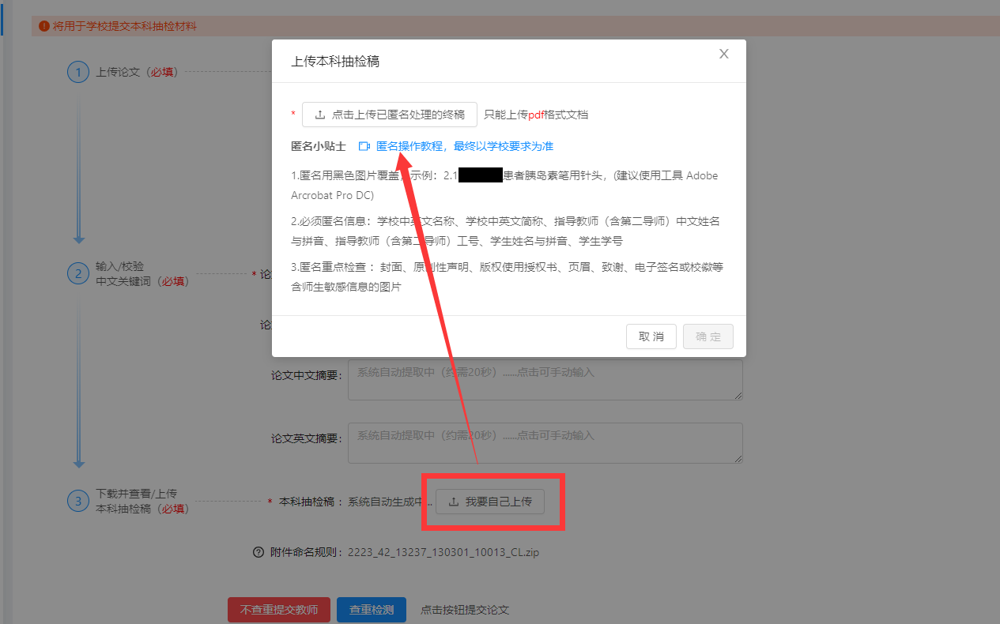 将用于学校提交本科抽检材料
上传本科抽检稿
X
1 上传论文（必填）
* 点击上传已匿名处理的终稿 只能上传pdf格式文档
匿名小贴士 匿名操作教程，最终以学校要求为准
1.匿名用黑色图片覆盖，示例：2.1 患者胰岛素笔用针头，(建议使用工具 Adobe
Arcrobat Pro DC)
2.必须匿名信息：学校中英文名称、学校中英文简称、指导教师（含第二导师）中文姓名
与拼音、指导教师（含第二导师）工号、学生姓名与拼音、学生学号
3.匿名重点检查 ：封面、原创性声明、版权使用授权书、页眉、致谢、电子签名或校徽等
含师生敏感信息的图片
取 消 确 定
2 输入/校验
中文关键词（必填）
* 论
论
论文中文摘要: 系统自动提取中（约需20秒）......点击可手动输入
论文英文摘要: 系统自动提取中（约需20秒）......点击可手动输入
3 下载并查看/上传
本科抽检稿（必填）
* 本科抽检稿 : 系统自动生成中... 我要自己上传
附件命名规则: 2223_42_13237_130301_10013_CL.zip
不查重提交教师 查重检测 点击按钮提交论文